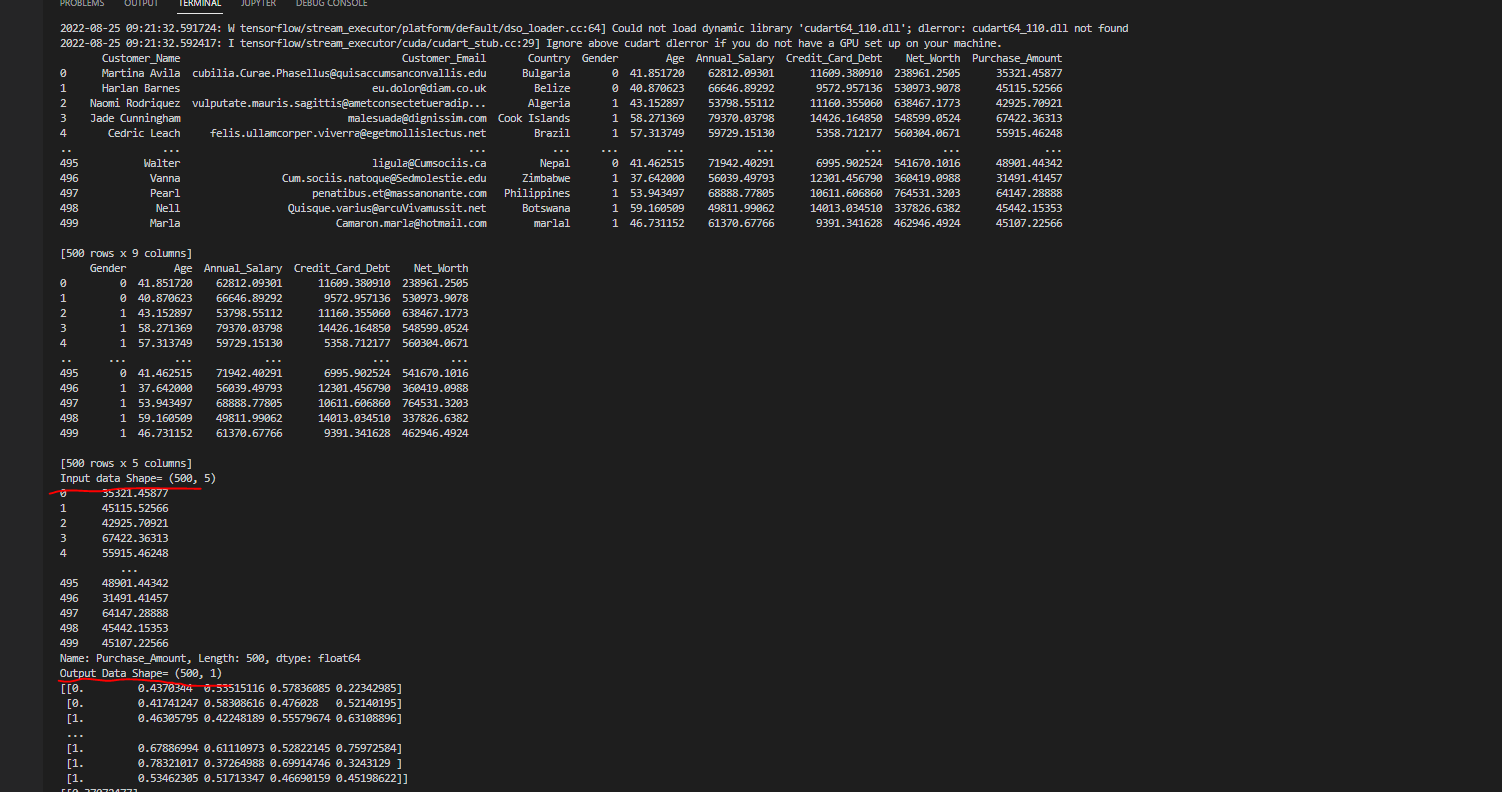 PROBLEMS OUTPUT TERMINAL JUPYTER DEBUG CONSOLE
2022-08-25 09:21:32.591724: W tensorflow/stream_executor/platform/default/dso_loader.cc:64] Could not load dynamic library 'cudart64_110.dll'; dlerror: cudart64_110.dll not found
2022-08-25 09:21:32.592417: I tensorflow/stream_executor/cuda/cudart_stub.cc:29] Ignore above cudart dlerror if you do not have a GPU set up on your machine.
Customer_Name Customer_Email Country Gender Age Annual_Salary Credit_Card_Debt Net_Worth Purchase_Amount
0 Martina Avila cubilia.Curae.Phasellus@quisaccumsanconvallis.edu Bulgaria 0 41.851720 62812.09301 11609.380910 238961.2505 35321.45877
1 Harlan Barnes eu.dolor@diam.co.uk Belize 0 40.870623 66646.89292 9572.957136 530973.9078 45115.52566
2 Naomi Rodriquez vulputate.mauris.sagittis@ametconsectetueradip... Algeria 1 43.152897 53798.55112 11160.355060 638467.1773 42925.70921
3 Jade Cunningham malesuada@dignissim.com Cook Islands 1 58.271369 79370.03798 14426.164850 548599.0524 67422.36313
4 Cedric Leach felis.ullamcorper.viverra@egetmollislectus.net Brazil 1 57.313749 59729.15130 5358.712177 560304.0671 55915.46248
.. ... ... ... ... ... ... ... ... ...
495 Walter ligula@Cumsociis.ca Nepal 0 41.462515 71942.40291 6995.902524 541670.1016 48901.44342
496 Vanna Cum.sociis.natoque@Sedmolestie.edu Zimbabwe 1 37.642000 56039.49793 12301.456790 360419.0988 31491.41457
497 Pearl penatibus.et@massanonante.com Philippines 1 53.943497 68888.77805 10611.606860 764531.3203 64147.28888
498 Nell Quisque.varius@arcuVivamussit.net Botswana 1 59.160509 49811.99062 14013.034510 337826.6382 45442.15353
499 Marla Camaron.marla@hotmail.com marlal 1 46.731152 61370.67766 9391.341628 462946.4924 45107.22566
[500 rows x 9 columns]
Gender Age Annual_Salary Credit_Card_Debt Net_Worth
0 0 41.851720 62812.09301 11609.380910 238961.2505
1 0 40.870623 66646.89292 9572.957136 530973.9078
2 1 43.152897 53798.55112 11160.355060 638467.1773
3 1 58.271369 79370.03798 14426.164850 548599.0524
4 1 57.313749 59729.15130 5358.712177 560304.0671
.. ... ... ... ... ...
495 0 41.462515 71942.40291 6995.902524 541670.1016
496 1 37.642000 56039.49793 12301.456790 360419.0988
497 1 53.943497 68888.77805 10611.606860 764531.3203
498 1 59.160509 49811.99062 14013.034510 337826.6382
499 1 46.731152 61370.67766 9391.341628 462946.4924
[500 rows x 5 columns]
Input data Shape= (500, 5)
0 35321.45877
1 45115.52566
2 42925.70921
3 67422.36313
4 55915.46248
...
495 48901.44342
496 31491.41457
497 64147.28888
498 45442.15353
499 45107.22566
Name: Purchase_Amount, Length: 500, dtype: float64
Output Data Shape= (500, 1)
[[0. 0.4370344 0.53515116 0.57836085 0.22342985]
[0. 0.41741247 0.58308616 0.476028 0.52140195]
[1. 0.46305795 0.42248189 0.55579674 0.63108896]
...
[1. 0.67886994 0.61110973 0.52822145 0.75972584]
[1. 0.78321017 0.37264988 0.69914746 0.3243129 ]
[1. 0.53462305 0.51713347 0.46690159 0.45198622]]